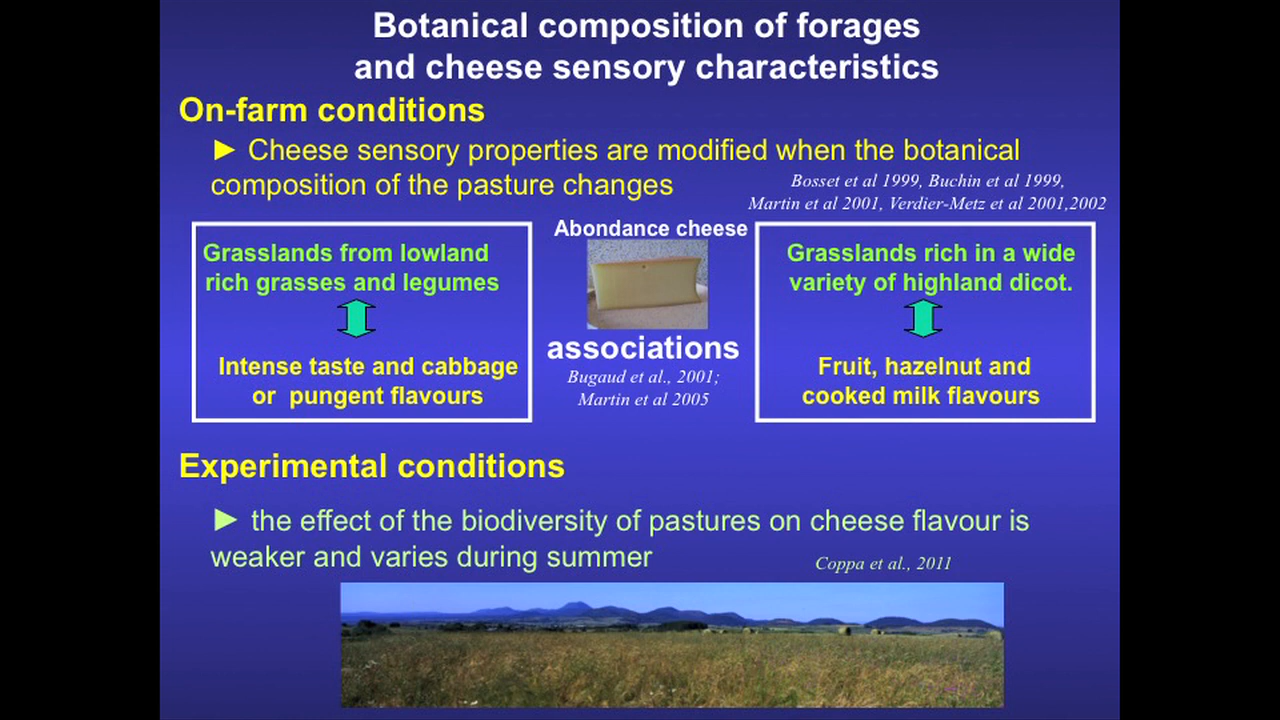 Botanical composition of forages
and cheese sensory characteristics
On-farm conditions
► Cheese sensory properties are modified when the botanical
composition of the pasture changes
Bosset et al 1999, Buchin et al 1999,
Martin et al 2001, Verdier-Metz et al 2001,2002
Grasslands from lowland
rich grasses and legumes
Intense taste and cabbage
or pungent flavours
Abondance cheese
associations
Bugaud et al., 2001;
Martin et al 2005
Grasslands rich in a wide
variety of highland dicot.
Fruit, hazelnut and
cooked milk flavours
Experimental conditions
► the effect of the biodiversity of pastures on cheese flavour is
weaker and varies during summer
Coppa et al., 2011